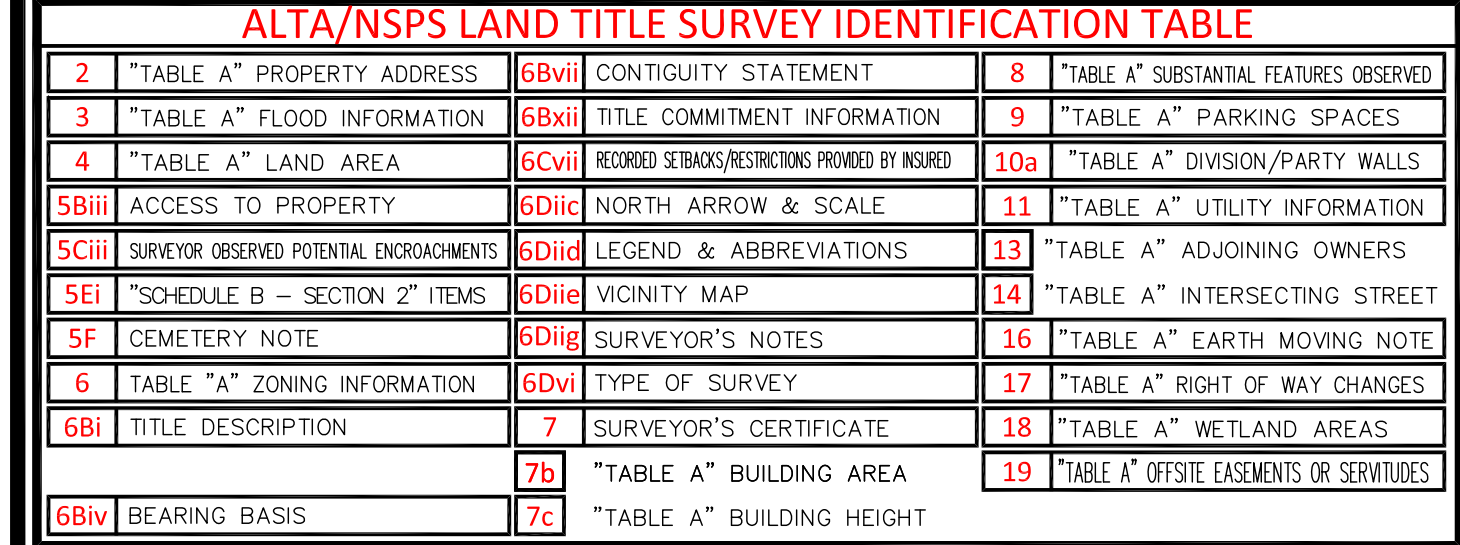 ALTA/NSPS LAND TITLE SURVEY IDENTIFICATION TABLE
2 "TABLE A" PROPERTY ADDRESS
3 "TABLE A" FLOOD INFORMATION
4 "TABLE A" LAND AREA
5Biii ACCESS TO PROPERTY
5Ciii SURVEYOR OBSERVED POTENTIAL ENCROACHMENTS
5Ei "SCHEDULE B – SECTION 2" ITEMS
5F CEMETERY NOTE
6 TABLE "A" ZONING INFORMATION
6Bi TITLE DESCRIPTION
6Biv BEARING BASIS
6Bvii CONTIGUITY STATEMENT
6Bxii TITLE COMMITMENT INFORMATION
6Cvii RECORDED SETBACKS/RESTRICTIONS PROVIDED BY INSURED
6Diic NORTH ARROW & SCALE
6Diid LEGEND & ABBREVIATIONS
6Diie VICINITY MAP
6Diig SURVEYOR'S NOTES
6Dvi TYPE OF SURVEY
7 SURVEYOR'S CERTIFICATE
7b "TABLE A" BUILDING AREA
7c "TABLE A" BUILDING HEIGHT
8 "TABLE A" SUBSTANTIAL FEATURES OBSERVED
9 "TABLE A" PARKING SPACES
10a "TABLE A" DIVISION/PARTY WALLS
11 "TABLE A" UTILITY INFORMATION
13 "TABLE A" ADJOINING OWNERS
14 "TABLE A" INTERSECTING STREET
16 "TABLE A" EARTH MOVING NOTE
17 "TABLE A" RIGHT OF WAY CHANGES
18 "TABLE A" WETLAND AREAS
19 "TABLE A" OFFSITE EASEMENTS OR SERVITUDES